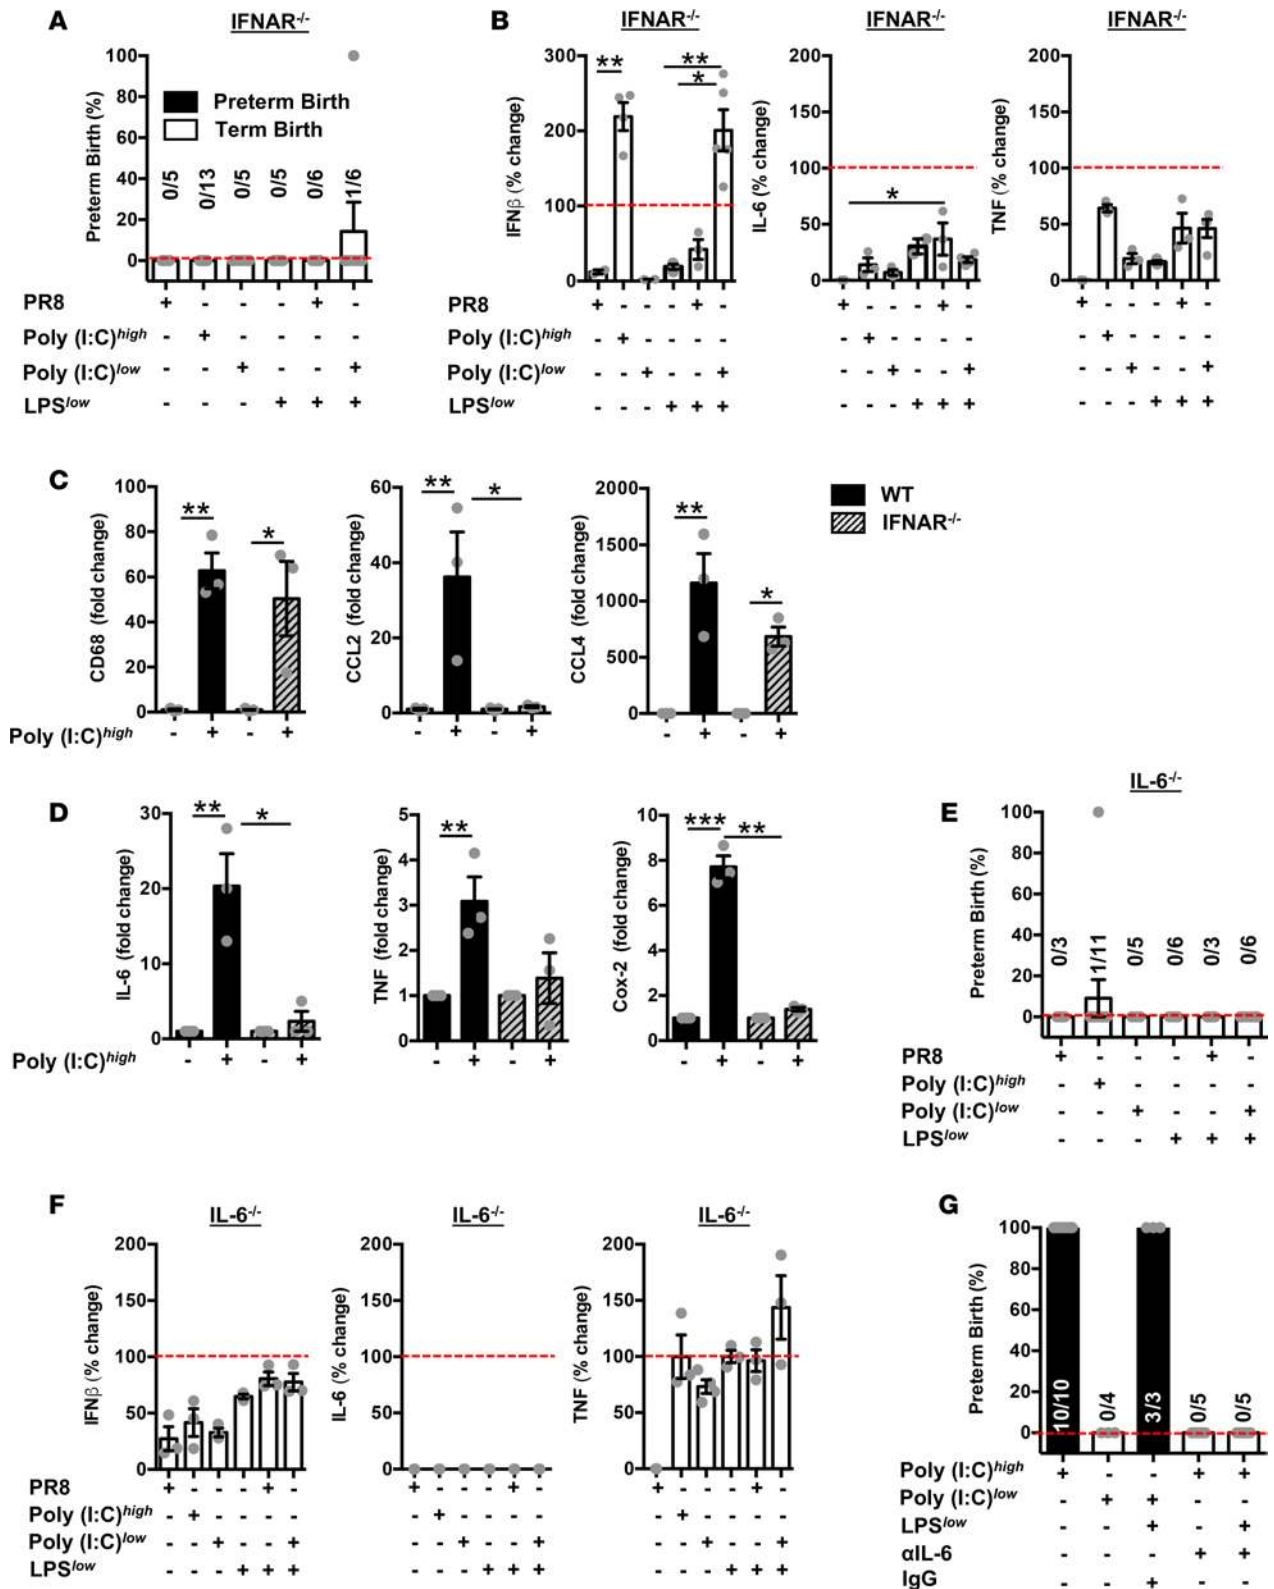 A
IFNAR-/-
Preterm Birth (%)
100
80
60
40
20
0
Preterm Birth
Term Birth
0/5
0/13
0/5
0/5
0/6
1/6
PR8 + - - - + -
Poly (I:C)high - + - - - -
Poly (I:C)low - - + - - +
LPSlow - - - + + +
B
IFNAR-/-
IFNβ (% change)
300
200
100
0
**
**
*
IFNAR-/-
IL-6 (% change)
200
150
100
50
0
*
IFNAR-/-
TNF (% change)
200
150
100
50
0
PR8 + - - - + - + - - - + - + - - - + -
Poly (I:C)high - + - - - - - + - - - - - + - - - -
Poly (I:C)low - - + - - + - - + - - + - - + - - +
LPSlow - - - + + + - - - + + + - - - + + +
C
CD68 (fold change)
100
80
60
40
20
0
**
*
CCL2 (fold change)
60
40
20
0
**
*
CCL4 (fold change)
2000
1500
1000
500
0
**
*
WT
IFNAR-/-
Poly (I:C)high - + - + - + - + - + - +
D
IL-6 (fold change)
30
20
10
0
**
*
TNF (fold change)
5
4
3
2
1
0
**
Cox-2 (fold change)
10
8
6
4
2
0
***
**
Poly (I:C)high - + - + - + - + - + - +
E
IL-6-/-
Preterm Birth (%)
100
80
60
40
20
0
0/3
1/11
0/5
0/6
0/3
0/6
PR8 + - - - + -
Poly (I:C)high - + - - - -
Poly (I:C)low - - + - - +
LPSlow - - - + + +
F
IL-6-/-
IFNβ (% change)
200
150
100
50
0
IL-6-/-
IL-6 (% change)
200
150
100
50
0
IL-6-/-
TNF (% change)
200
150
100
50
0
PR8 + - - - + - + - - - + - + - - - + -
Poly (I:C)high - + - - - - - + - - - - - + - - - -
Poly (I:C)low - - + - - + - - + - - + - - + - - +
LPSlow - - - + + + - - - + + + - - - + + +
G
Preterm Birth (%)
100
80
60
40
20
0
10/10
0/4
3/3
0/5
0/5
Poly (I:C)high + - - + +
Poly (I:C)low - + + - -
LPSlow - - + - +
αIL-6 - - - + +
IgG - - + - -